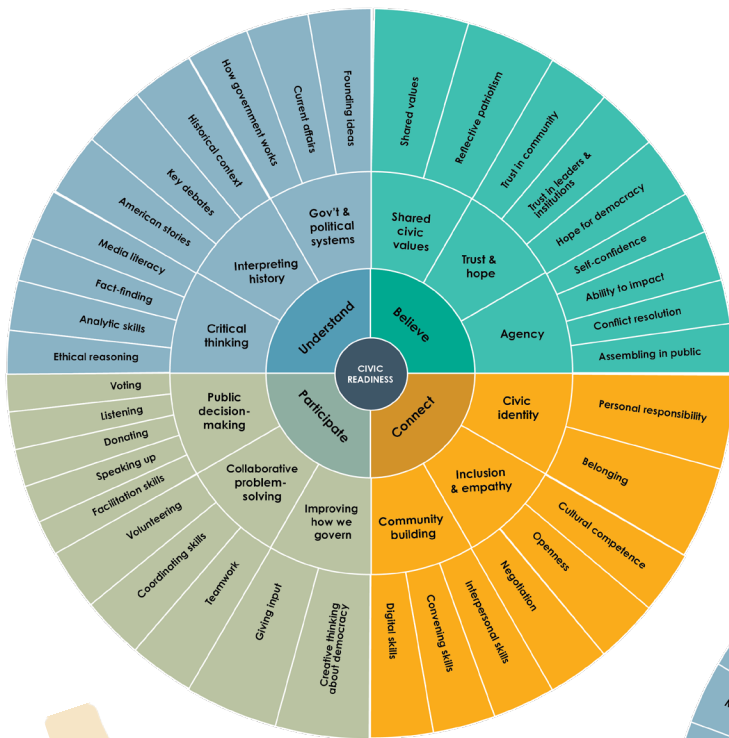 CIVIC
READINESS
Understand
Believe
Connect
Participate
Gov't &
political
systems
Interpreting
history
Critical
thinking
Founding ideas
Current affairs
How government works
Historical context
Key debates
American stories
Media literacy
Fact-finding
Analytic skills
Ethical reasoning
Shared
civic
values
Trust &
hope
Agency
Shared values
Reflective patriotism
Trust in community
Trust in leaders &
institutions
Hope for democracy
Self-confidence
Ability to impact
Conflict resolution
Assembling in public
Civic
identity
Inclusion
& empathy
Community
building
Personal responsibility
Belonging
Cultural competence
Openness
Negotiation
Interpersonal skills
Convening skills
Digital skills
Public
decision-
making
Collaborative
problem-
solving
Improving
how we
govern
Voting
Listening
Donating
Speaking up
Facilitation skills
Volunteering
Coordinating skills
Teamwork
Giving input
Creative thinking
about democracy